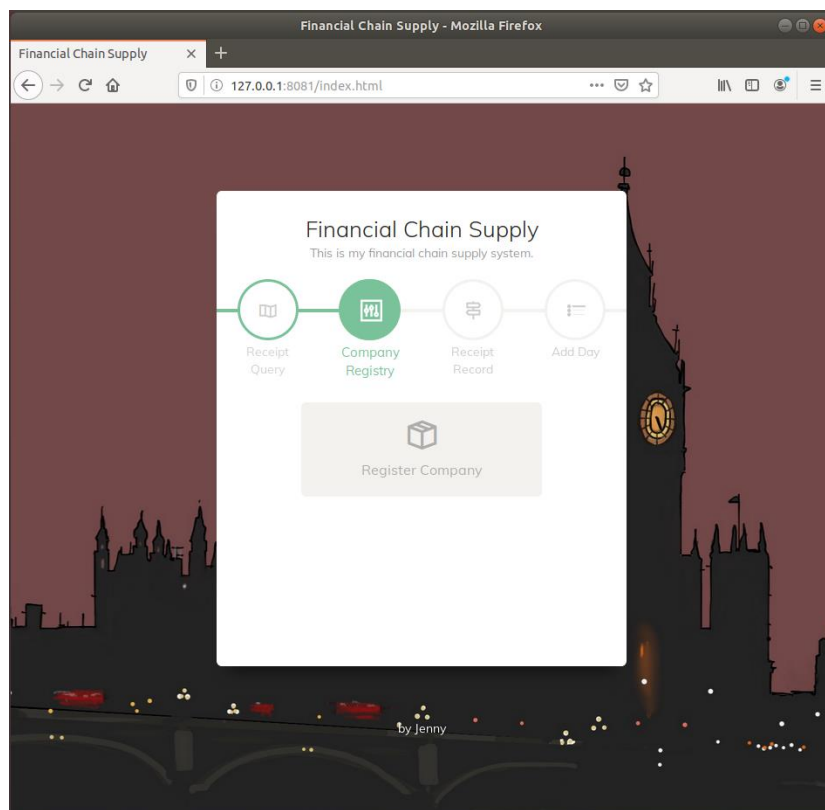 Financial Chain Supply - Mozilla Firefox
Financial Chain Supply
127.0.0.1:8081/index.html
Financial Chain Supply
This is my financial chain supply system.
Receipt
Query
Company
Registry
Receipt
Record
Add Day
Register Company
by Jenny